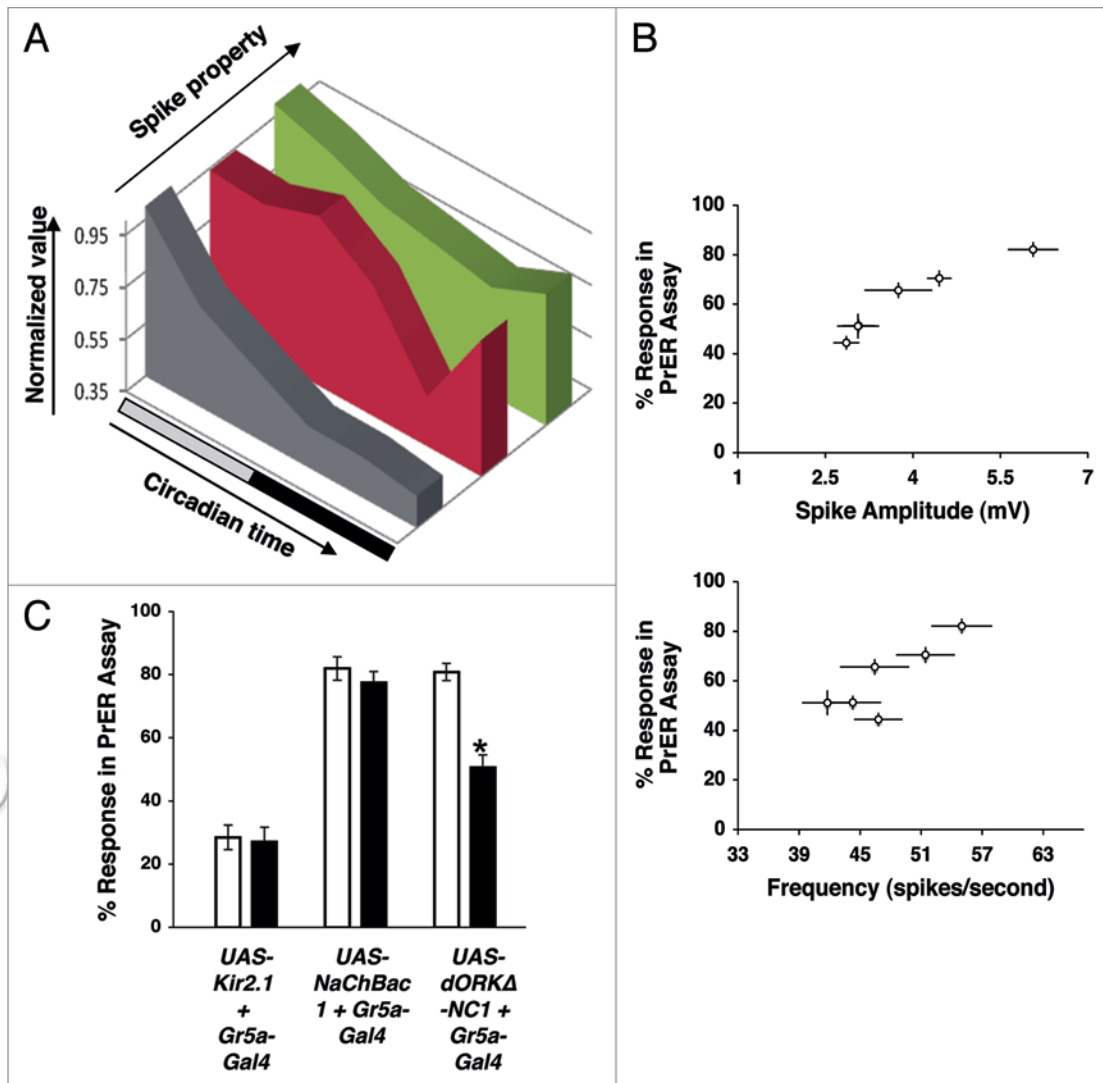 A
Spike property
Normalized value
0.95
0.75
0.55
0.35
Circadian time
B
% Response in
PrER Assay
100
80
60
40
20
0
1 2.5 4 5.5 7
Spike Amplitude (mV)
% Response in
PrER Assay
100
80
60
40
20
0
33 39 45 51 57 63
Frequency (spikes/second)
C
% Response in PrER Assay
100
80
60
40
20
0
*
UAS-
Kir2.1
+
Gr5a-
Gal4
UAS-
NaChBac
1 + Gr5a-
Gal4
UAS-
dORKΔ
-NC1 +
Gr5a-
Gal4